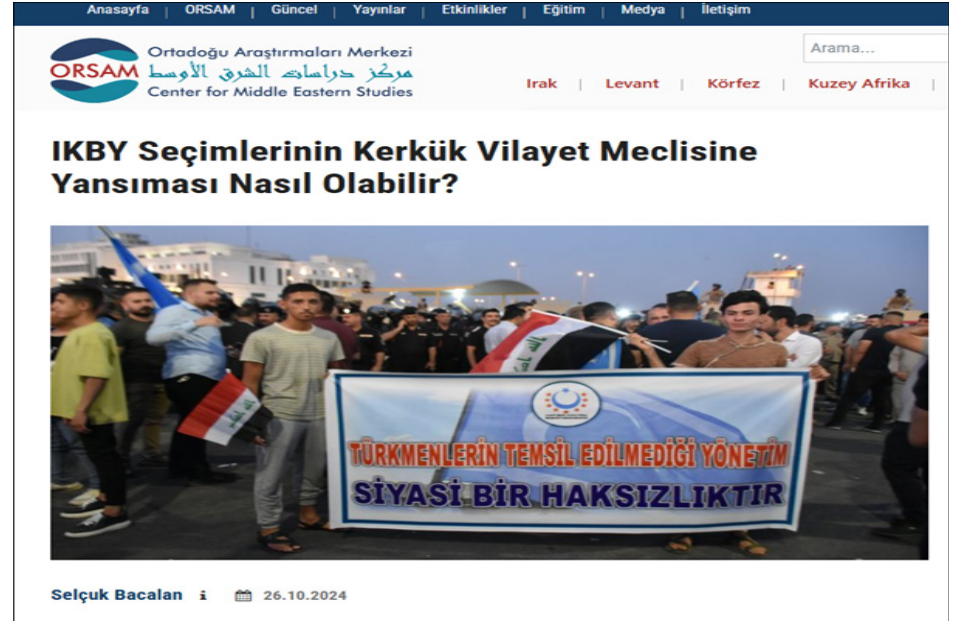 Anasayfa | ORSAM | Güncel | Yayınlar | Etkinlikler | Eğitim | Medya | İletişim
ORSAM
Ortadoğu Araştırmaları Merkezi
مركز دراسات الشرق الأوسط
Center for Middle Eastern Studies
Arama...
Irak | Levant | Körfez | Kuzey Afrika |
IKBY Seçimlerinin Kerkük Vilayet Meclisine
Yansıması Nasıl Olabilir?
TÜRKMENLERİN TEMSİL EDİLMEDİĞİ YÖNETİM
SİYASİ BİR HAKSIZLIKTIR
Selçuk Bacalan i 26.10.2024